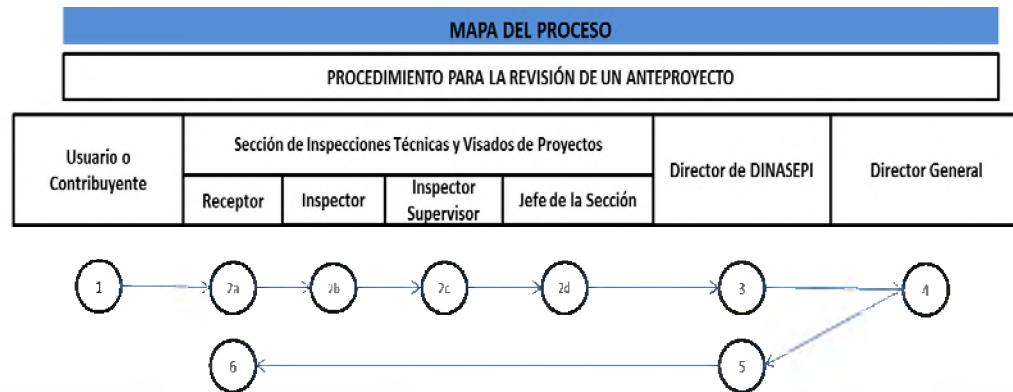 MAPA DEL PROCESO
PROCEDIMIENTO PARA LA REVISIÓN DE UN ANTEPROYECTO
Usuario o
Contribuyente
Sección de Inspecciones Técnicas y Visados de Proyectos
Receptor
Inspector
Inspector
Supervisor
Jefe de la Sección
Director de DINASEPI
Director General
1
2a
2b
2c
2d
3
4
6
5